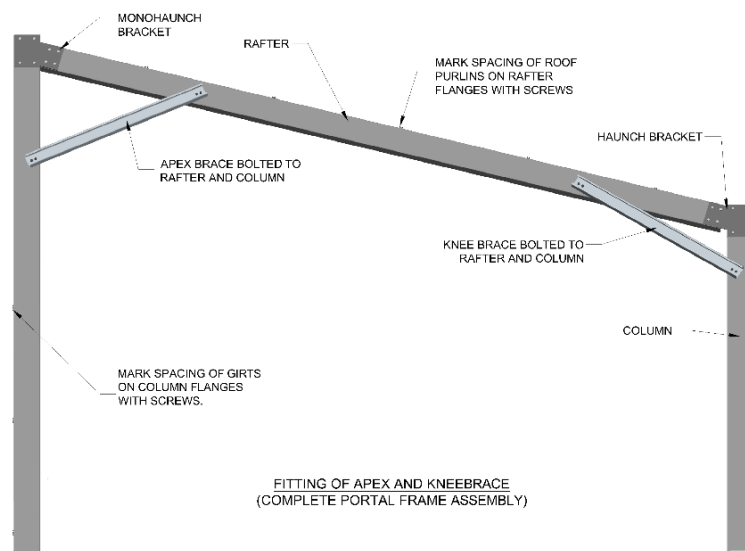 MONOHAUNCH
BRACKET
RAFTER
MARK SPACING OF ROOF
PURLINS ON RAFTER
FLANGES WITH SCREWS
HAUNCH BRACKET
APEX BRACE BOLTED TO
RAFTER AND COLUMN
KNEE BRACE BOLTED TO
RAFTER AND COLUMN
COLUMN
MARK SPACING OF GIRTS
ON COLUMN FLANGES
WITH SCREWS.
FITTING OF APEX AND KNEEBRACE
(COMPLETE PORTAL FRAME ASSEMBLY)